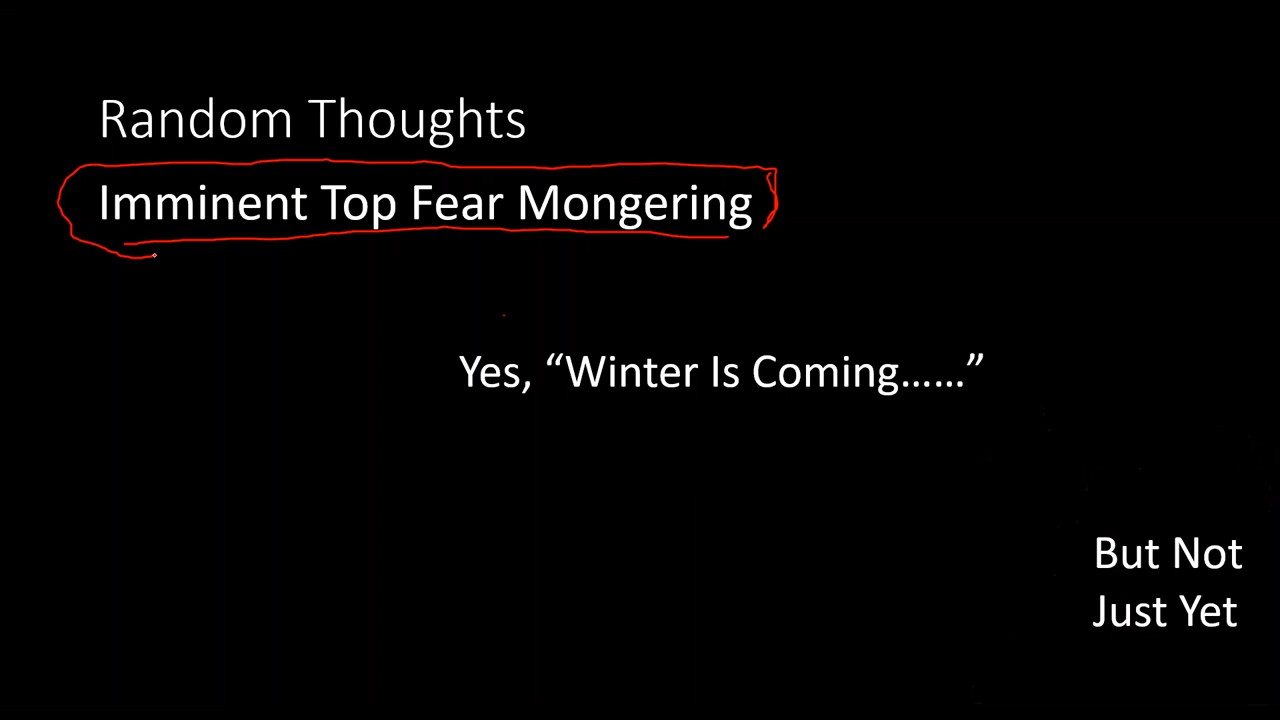 Random Thoughts
Imminent Top Fear Mongering
Yes, “Winter Is Coming……”
But Not
Just Yet